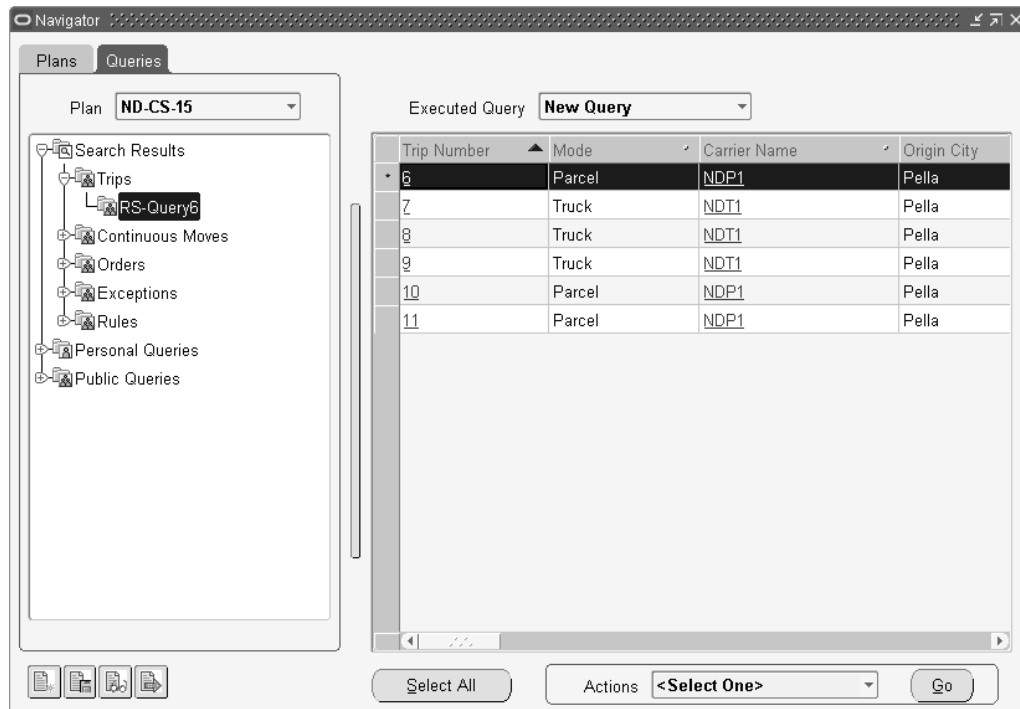 Navigator
Plans Queries
Plan ND-CS-15
Executed Query New Query
Search Results
Trips
RS-Query6
Continuous Moves
Orders
Exceptions
Rules
Personal Queries
Public Queries
Trip Number Mode Carrier Name Origin City
6 Parcel NDP1 Pella
7 Truck NDT1 Pella
8 Truck NDT1 Pella
9 Truck NDT1 Pella
10 Parcel NDP1 Pella
11 Parcel NDP1 Pella
Select All Actions <Select One> Go